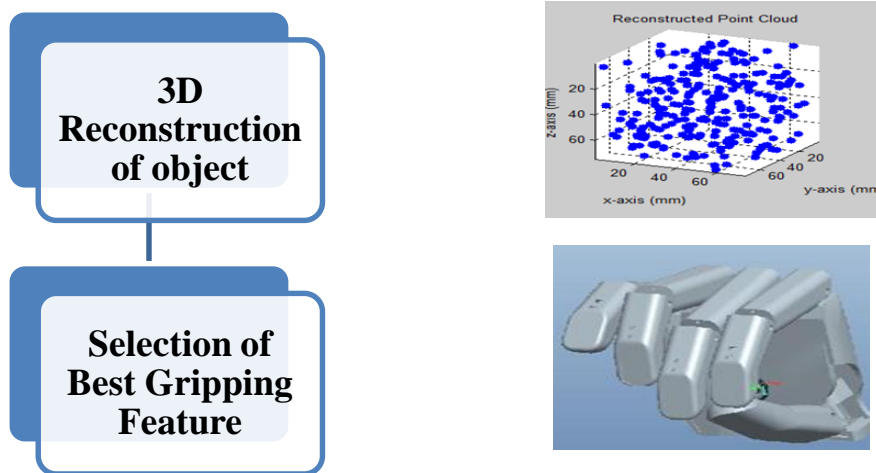 3D
Reconstruction
of object
Reconstructed Point Cloud
z-axis (mm)
20
40
60
20
40
60
x-axis (mm)
20
40
60
y-axis (mm
Selection of
Best Gripping
Feature